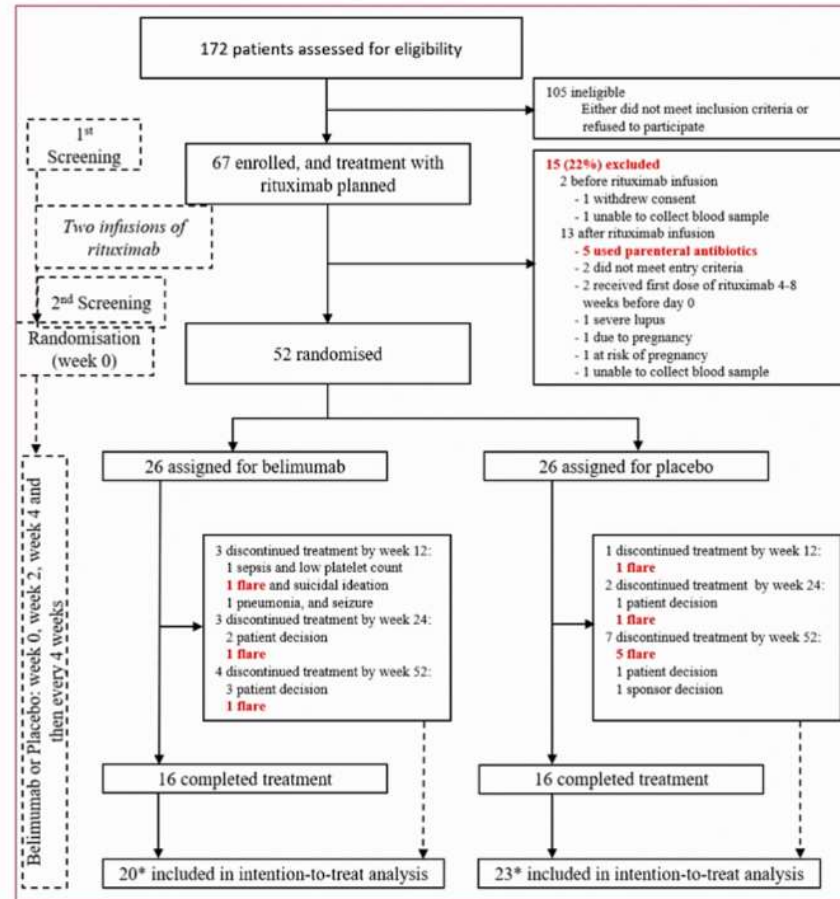 172 patients assessed for eligibility
105 ineligible
Either did not meet inclusion criteria or
refused to participate
1st
Screening
67 enrolled, and treatment with
rituximab planned
15 (22%) excluded
2 before rituximab infusion
- 1 withdrew consent
- 1 unable to collect blood sample
13 after rituximab infusion
- 5 used parenteral antibiotics
- 2 did not meet entry criteria
- 2 received first dose of rituximab 4-8
weeks before day 0
- 1 severe lupus
- 1 due to pregnancy
- 1 at risk of pregnancy
- 1 unable to collect blood sample
Two infusions of
rituximab
2nd Screening
Randomisation
(week 0)
52 randomised
Belimumab or Placebo: week 0, week 2, week 4 and
then every 4 weeks
26 assigned for belimumab
26 assigned for placebo
3 discontinued treatment by week 12:
1 sepsis and low platelet count
1 flare and suicidal ideation
1 pneumonia, and seizure
3 discontinued treatment by week 24:
2 patient decision
1 flare
4 discontinued treatment by week 52:
3 patient decision
1 flare
1 discontinued treatment by week 12:
1 flare
2 discontinued treatment by week 24:
1 patient decision
1 flare
7 discontinued treatment by week 52:
5 flare
1 patient decision
1 sponsor decision
16 completed treatment
16 completed treatment
20* included in intention-to-treat analysis
23* included in intention-to-treat analysis